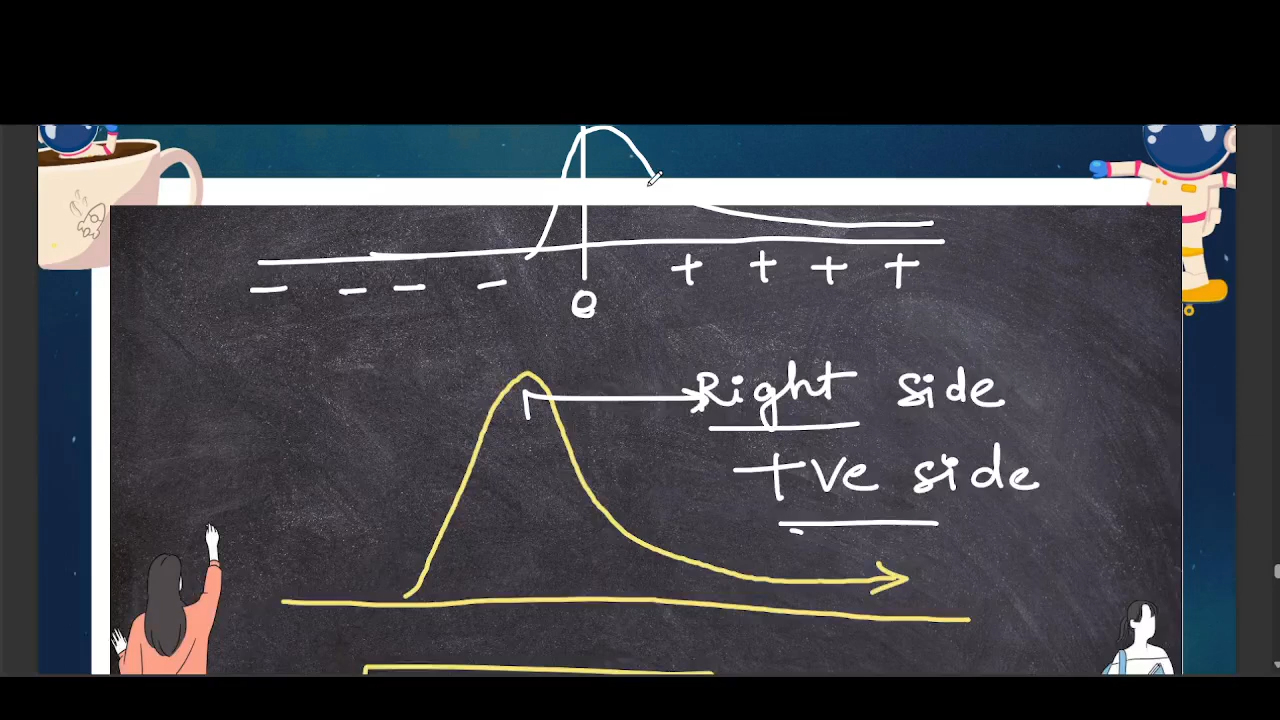 - - - - 0 + + + +
Right side
+ve side